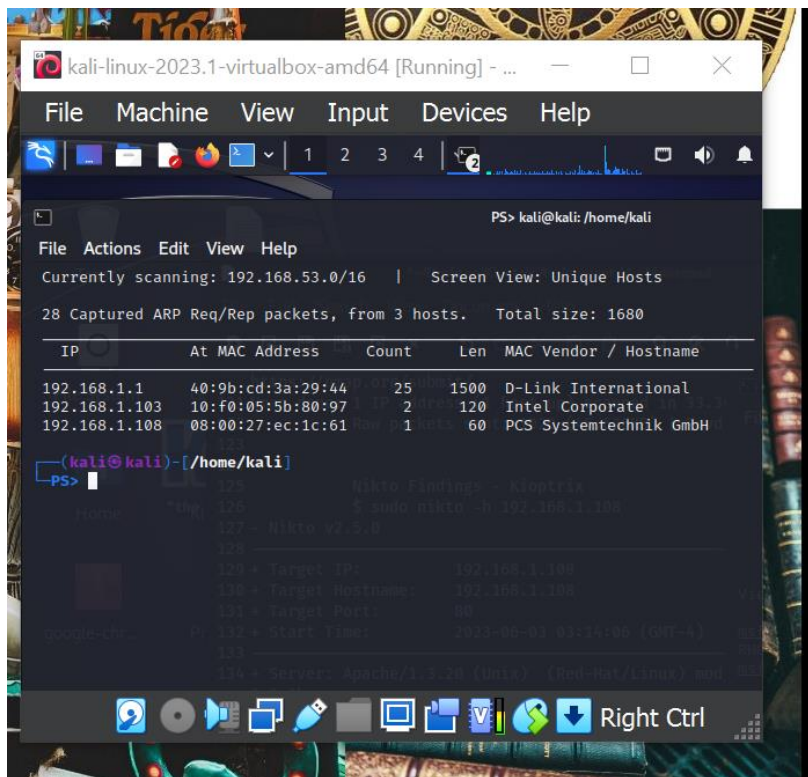 kali-linux-2023.1-virtualbox-amd64 [Running] - ...
File Machine View Input Devices Help
1 2 3 4 2
PS> kali@kali: /home/kali
File Actions Edit View Help
Currently scanning: 192.168.53.0/16 | Screen View: Unique Hosts
28 Captured ARP Req/Rep packets, from 3 hosts. Total size: 1680
IP At MAC Address Count Len MAC Vendor / Hostname
192.168.1.1 40:9b:cd:3a:29:44 25 1500 D-Link International
192.168.1.103 10:f0:05:5b:80:97 2 120 Intel Corporate
192.168.1.108 08:00:27:ec:1c:61 1 60 PCS Systemtechnik GmbH
(kali㉿kali)-[/home/kali]
PS>
125 Nikto Findings - Kioptrix
Home 126 $ sudo nikto -h 192.168.1.108
127 - Nikto v2.5.0
128
129 + Target IP: 192.168.1.108
130 + Target Hostname: 192.168.1.108
131 + Target Port: 80
google-chr... 132 + Start Time: 2023-06-03 03:14:06 (GMT-4)
133
134 + Server: Apache/1.3.20 (Unix) (Red-Hat/Linux) mod
Right Ctrl